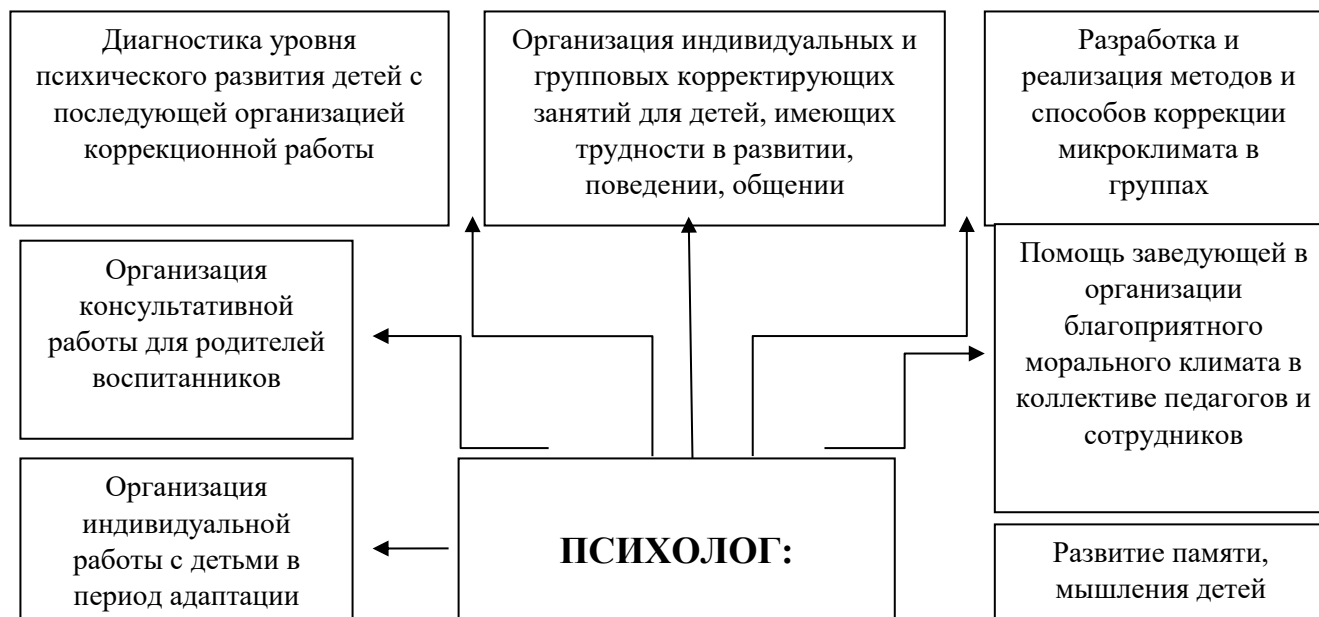 Диагностика уровня
психического развития детей с
последующей организацией
коррекционной работы
Организация индивидуальных и
групповых корректирующих
занятий для детей, имеющих
трудности в развитии,
поведении, общении
Разработка и
реализация методов и
способов коррекции
микроклимата в
группах
Организация
консультативной
работы для родителей
воспитанников
Помощь заведующей в
организации
благоприятного
морального климата в
коллективе педагогов и
сотрудников
Организация
индивидуальной
работы с детьми в
период адаптации
ПСИХОЛОГ:
Развитие памяти,
мышления детей